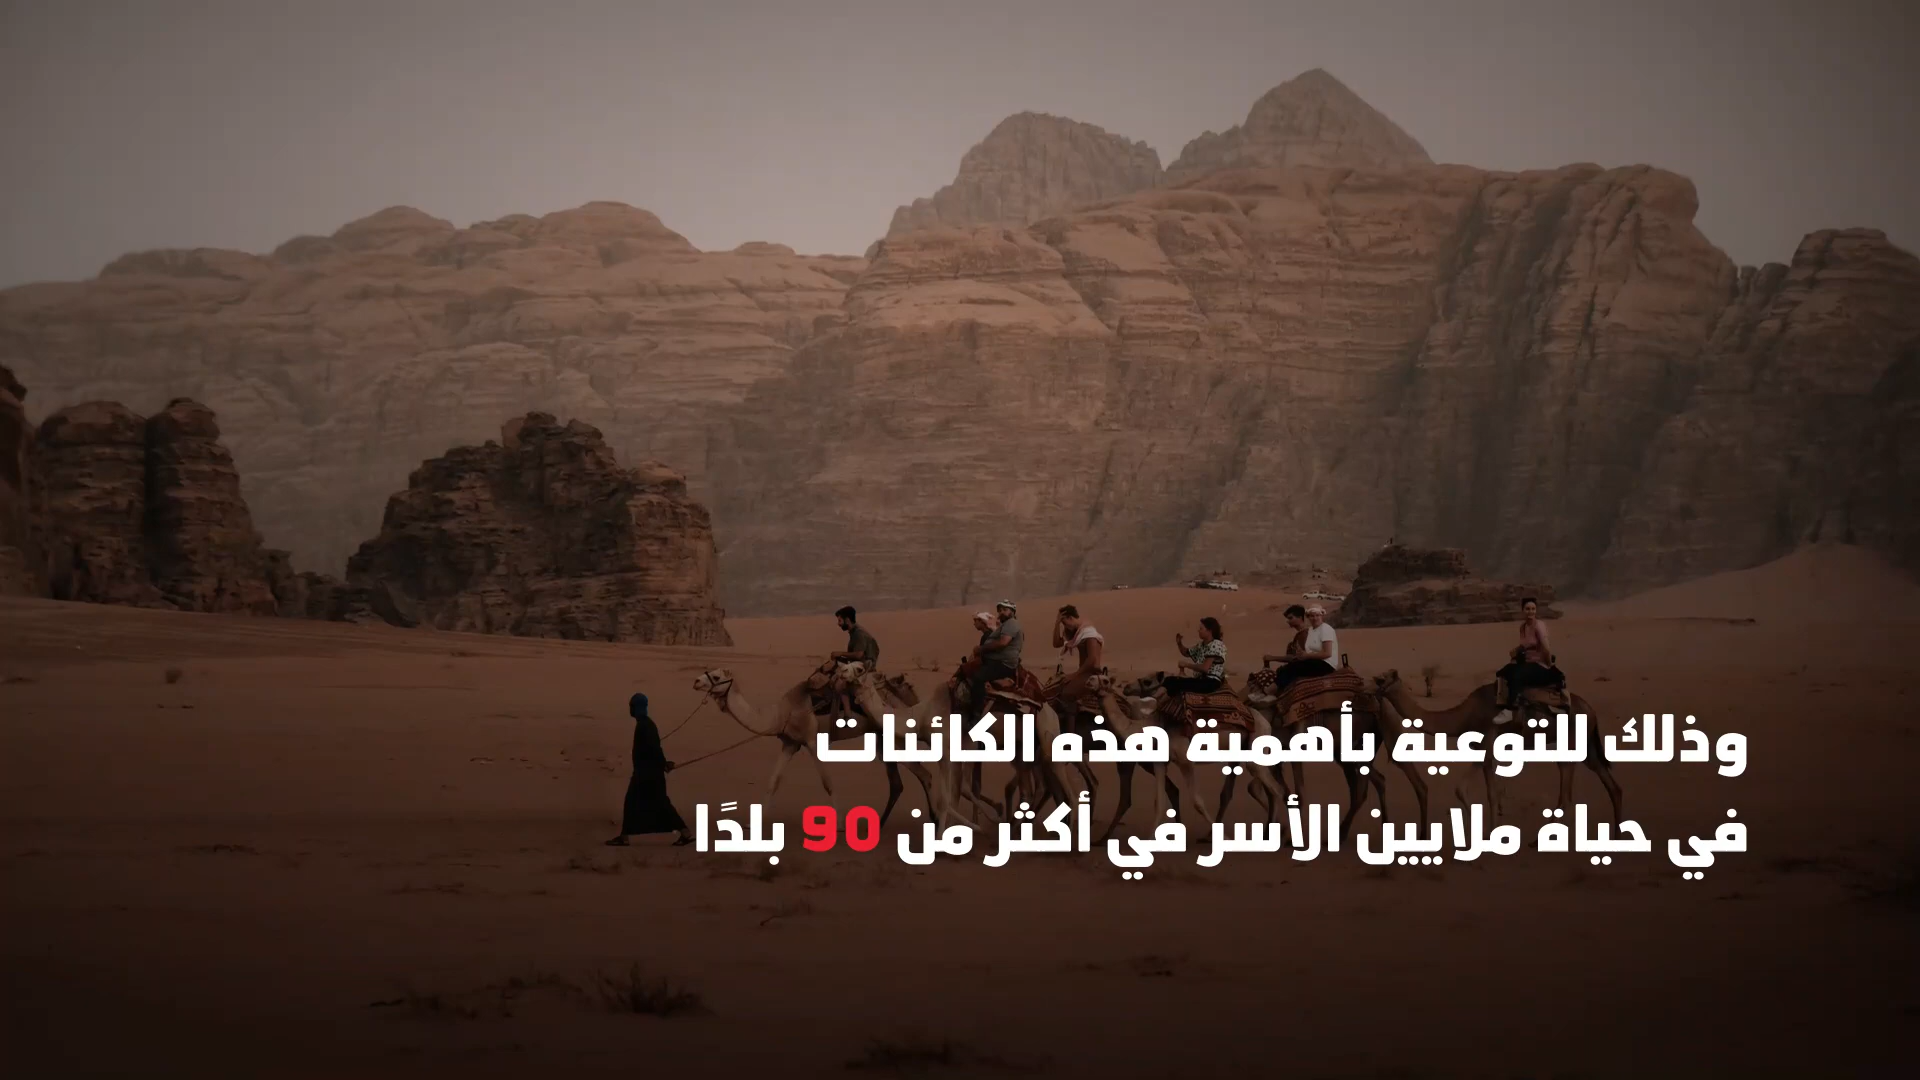 وذلك للتوعية بأهمية هذه الكائنات
في حياة ملايين الأسر في أكثر من 90 بلدًا